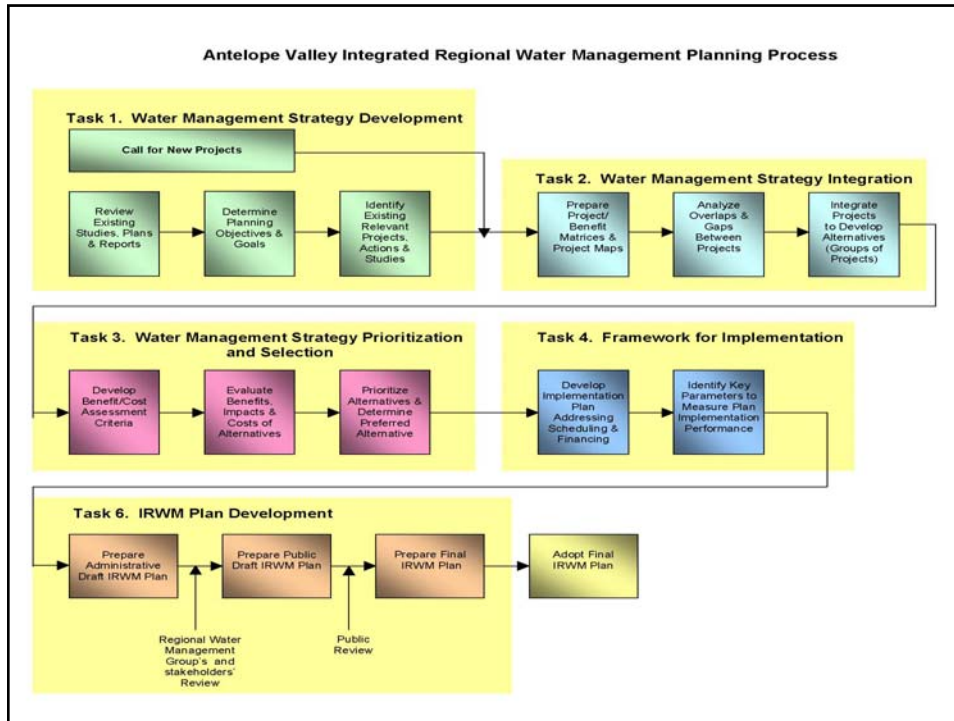 Antelope Valley Integrated Regional Water Management Planning Process
Task 1. Water Management Strategy Development
Call for New Projects
Review
Existing
Studies, Plans
& Reports
Determine
Planning
Objectives &
Goals
Identify
Existing
Relevant
Projects,
Actions &
Studies
Task 2. Water Management Strategy Integration
Prepare
Project/
Benefit
Matrices &
Project Maps
Analyze
Overlaps &
Gaps
Between
Projects
Integrate
Projects
to Develop
Alternatives
(Groups of
Projects)
Task 3. Water Management Strategy Prioritization
and Selection
Develop
Benefit/Cost
Assessment
Criteria
Evaluate
Benefits,
Impacts &
Costs of
Alternatives
Prioritize
Alternatives &
Determine
Preferred
Alternative
Task 4. Framework for Implementation
Develop
Implementation
Plan
Addressing
Scheduling &
Financing
Identify Key
Parameters to
Measure Plan
Implementation
Performance
Task 6. IRWM Plan Development
Prepare
Administrative
Draft IRWM Plan
Prepare Public
Draft IRWM Plan
Prepare Final
IRWM Plan
Adopt Final
IRWM Plan
Regional Water
Management
Group's and
stakeholders'
Review
Public
Review